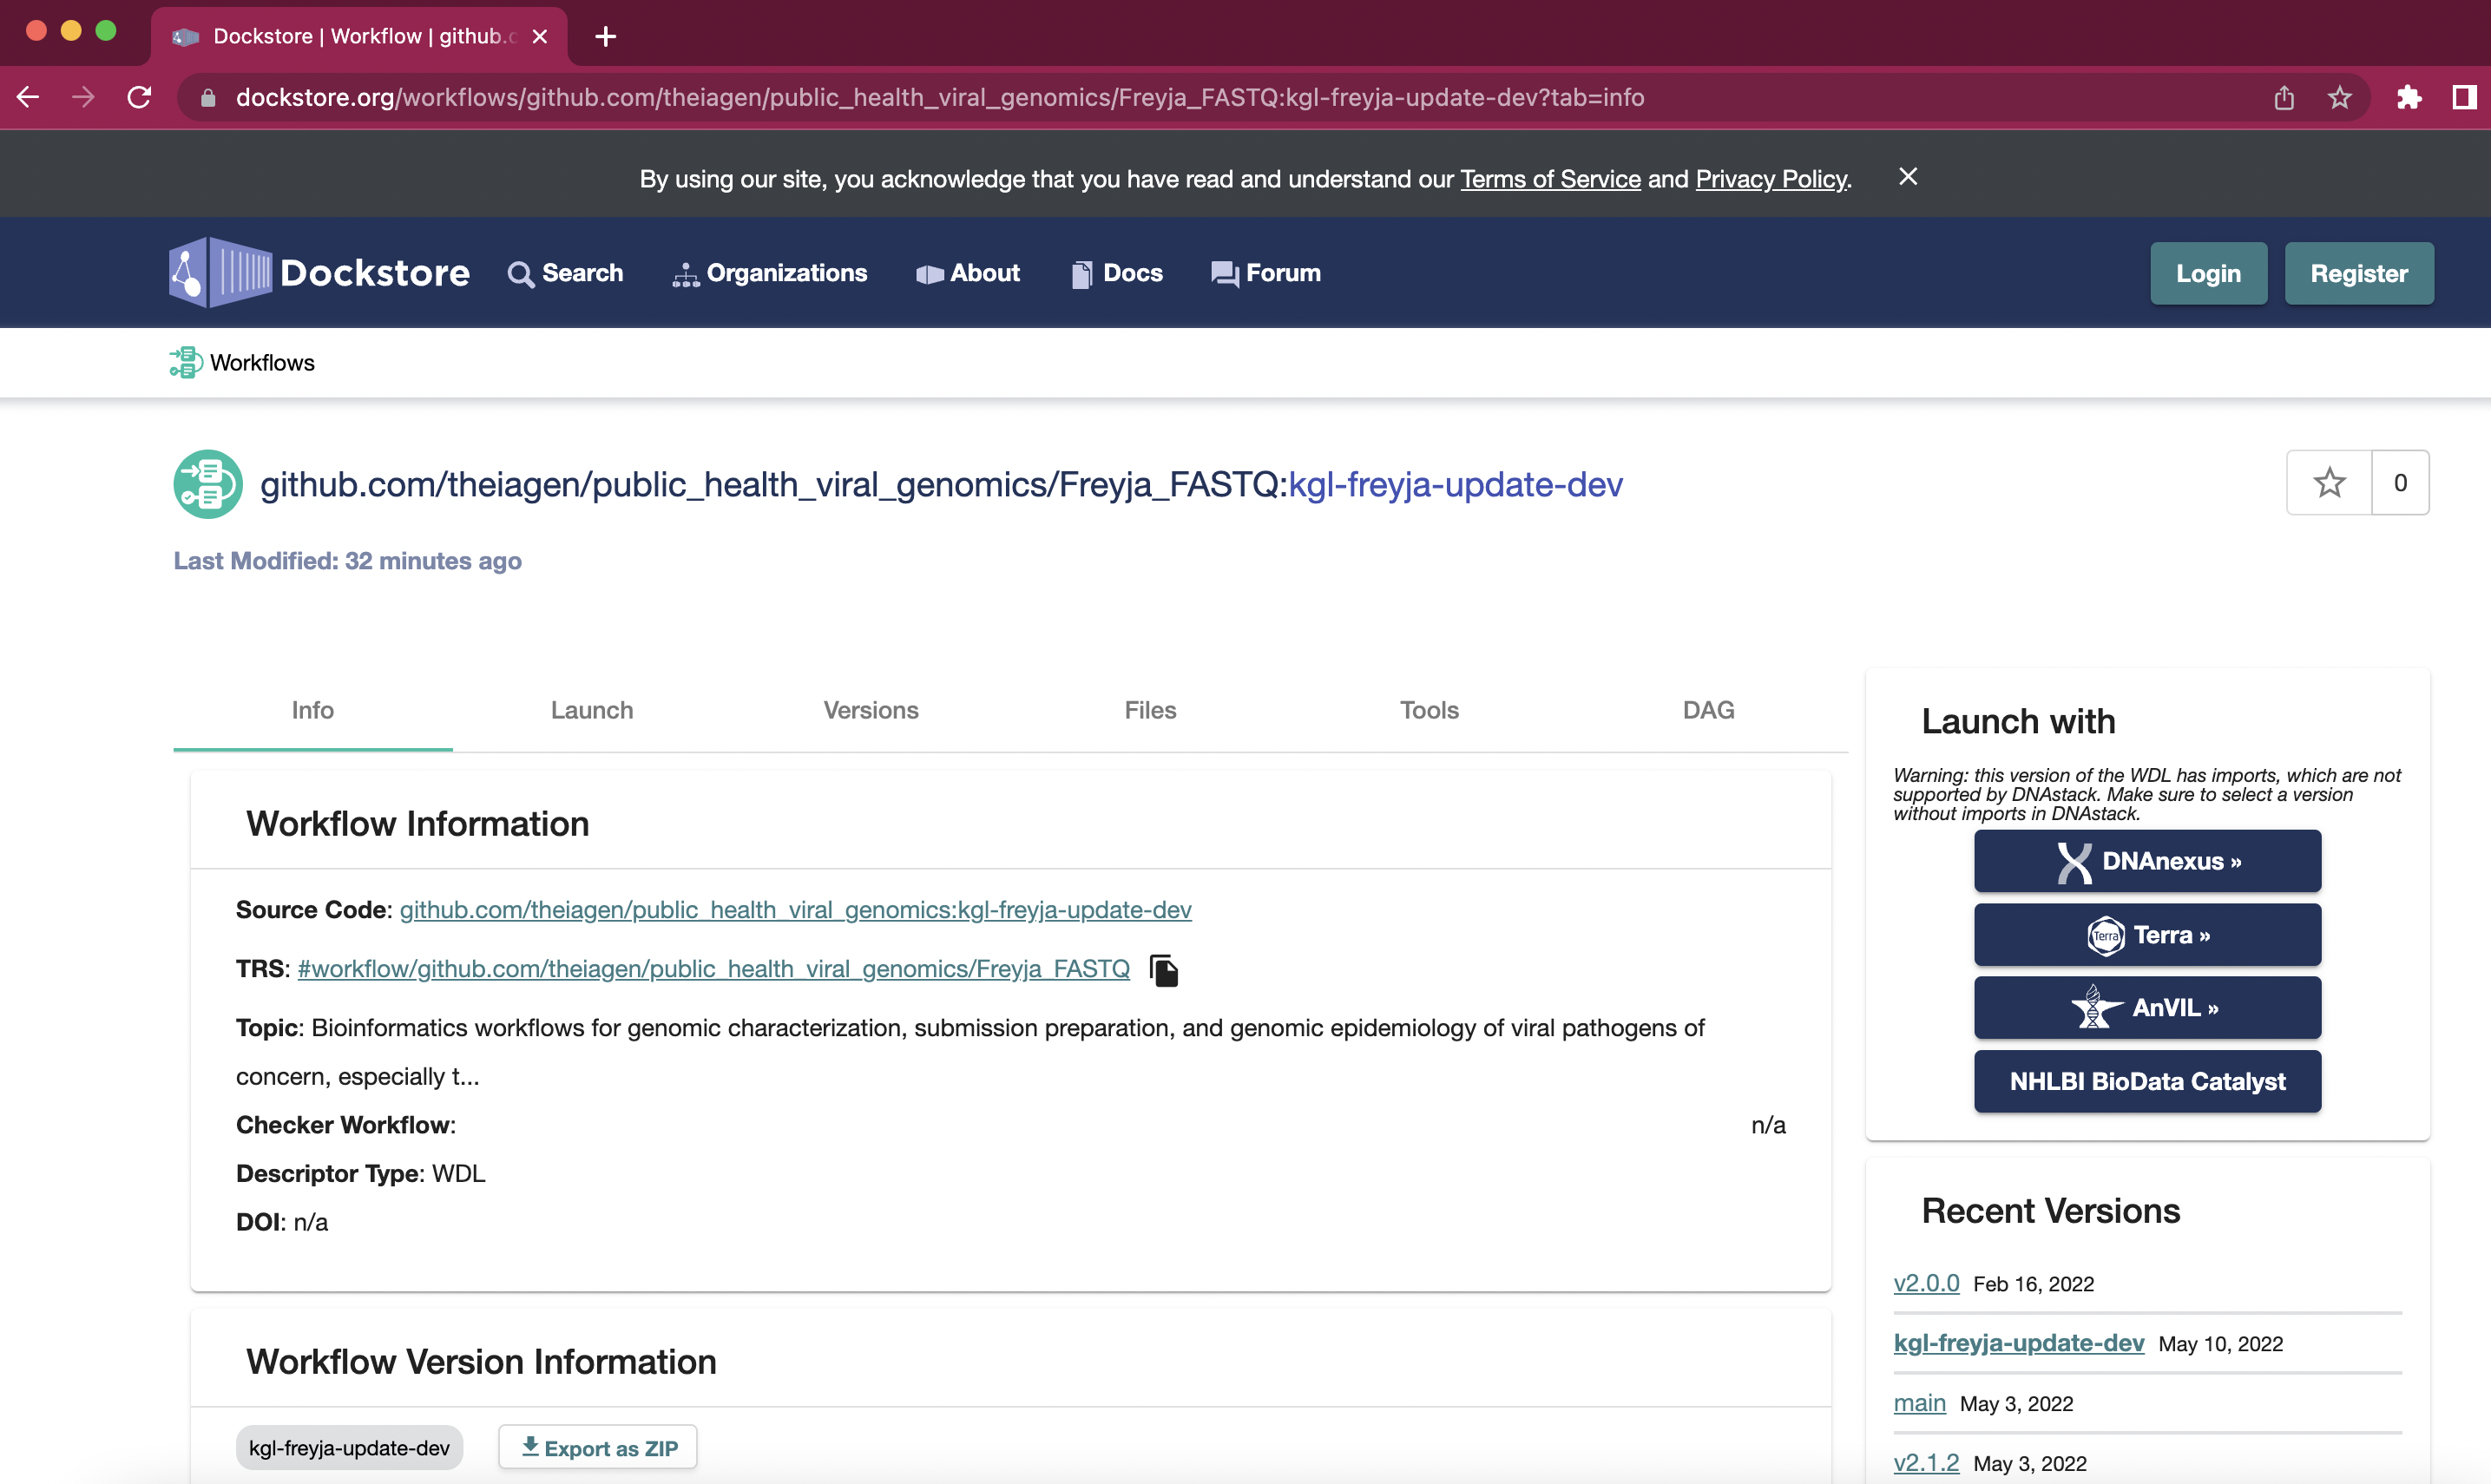 Dockstore | Workflow | github.c
dockstore.org/workflows/github.com/theiagen/public_health_viral_genomics/Freyja_FASTQ:kgl-freyja-update-dev?tab=info
By using our site, you acknowledge that you have read and understand our Terms of Service and Privacy Policy.
Dockstore Search Organizations About Docs Forum Login Register
Workflows
github.com/theiagen/public_health_viral_genomics/Freyja_FASTQ:kgl-freyja-update-dev
0
Last Modified: 32 minutes ago
Info Launch Versions Files Tools DAG
Workflow Information
Source Code: github.com/theiagen/public_health_viral_genomics:kgl-freyja-update-dev
TRS: #workflow/github.com/theiagen/public_health_viral_genomics/Freyja_FASTQ
Topic: Bioinformatics workflows for genomic characterization, submission preparation, and genomic epidemiology of viral pathogens of
concern, especially t...
Checker Workflow: n/a
Descriptor Type: WDL
DOI: n/a
Workflow Version Information
kgl-freyja-update-dev Export as ZIP
Launch with
Warning: this version of the WDL has imports, which are not
supported by DNAstack. Make sure to select a version
without imports in DNAstack.
DNAnexus »
Terra Terra »
AnVIL »
NHLBI BioData Catalyst
Recent Versions
v2.0.0 Feb 16, 2022
kgl-freyja-update-dev May 10, 2022
main May 3, 2022
v2.1.2 May 3, 2022